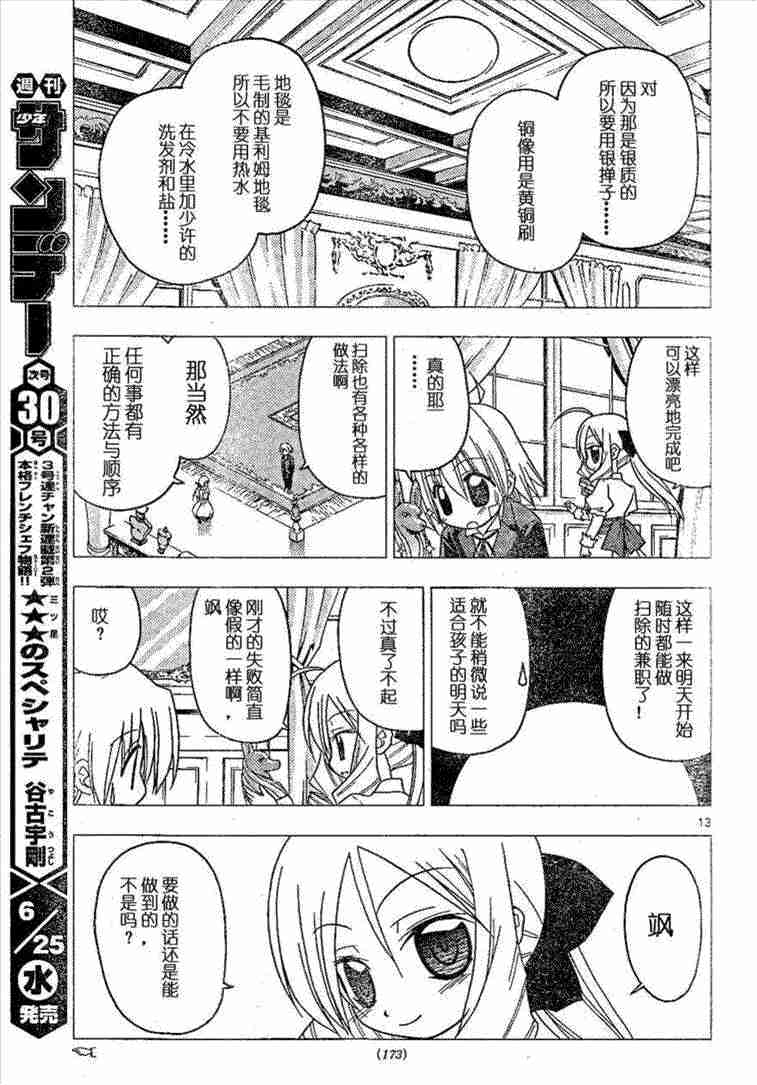 对
因为那是银质的
所以要用银掸子……
铜像用是黄铜刷
地毯是
毛制的基利姆地毯
所以不要用热水
在冷水里加少许的
洗发剂和盐……
这样
可以漂亮地完成吧
真的耶
……
扫除也有各种各样的
做法啊
那当然
任何事都有
正确的方法与顺序
这样一来明天开始
随时都能做
扫除的兼职了！
就不能稍微说一些
适合孩子的明天吗
不过真了不起
刚才的失败简直
像假的一样啊，
飒
哎？
13
飒
要做的话还是能
做到的，
不是吗？
(173)
週刊
少年
サンデー
次号
30
号
3号連チャン新連載第2弾
本格フレンチシェフ物語!!
★★★のスペシャリテ
三ツ星
谷古宇剛
やこうつよし
6/25
水
発売